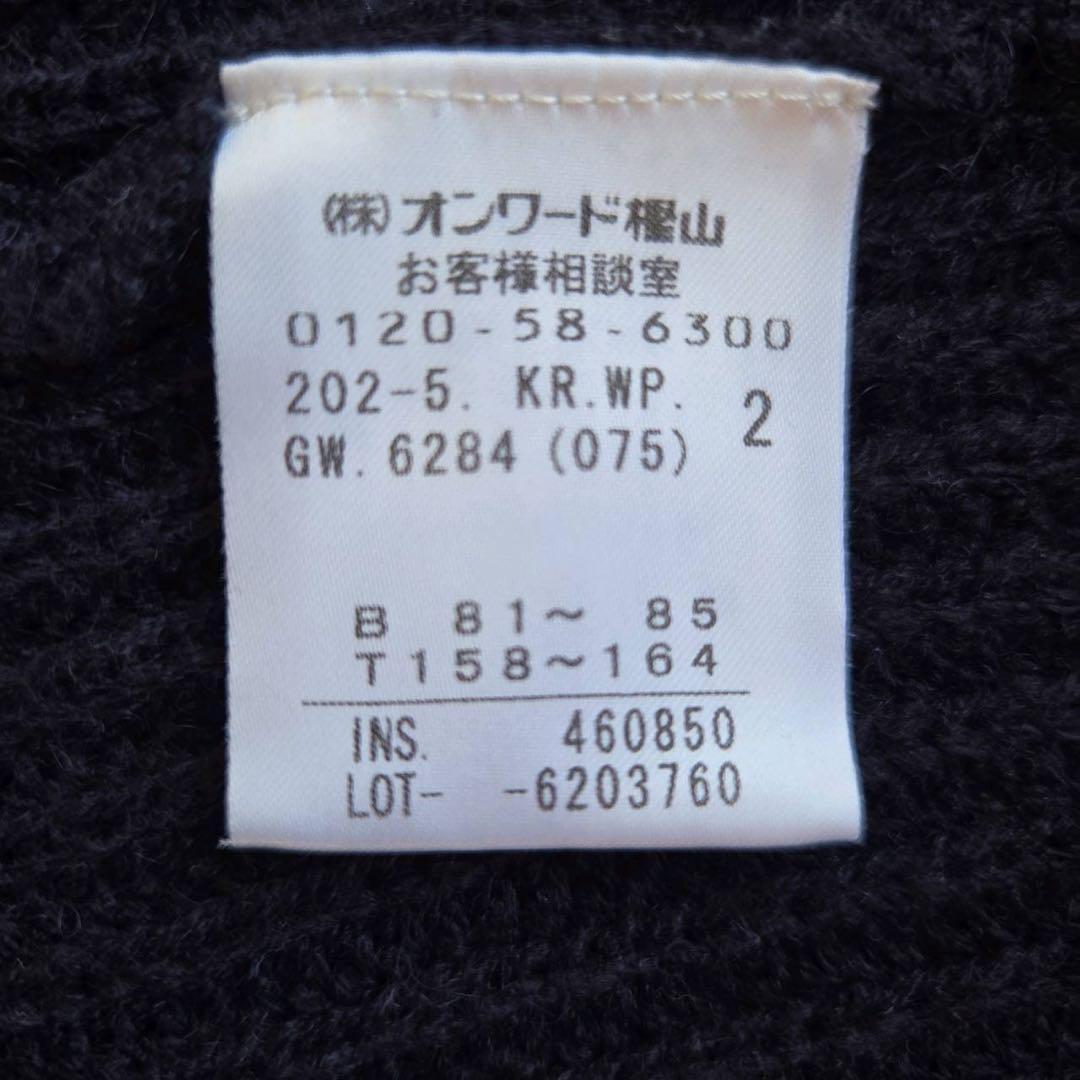 (株)オンワード樫山
お客様相談室
0120-58-6300
202-5. KR.WP. 2
GW. 6284 (075)
B 81〜 85
T158〜164
INS. 460850
LOT- -6203760